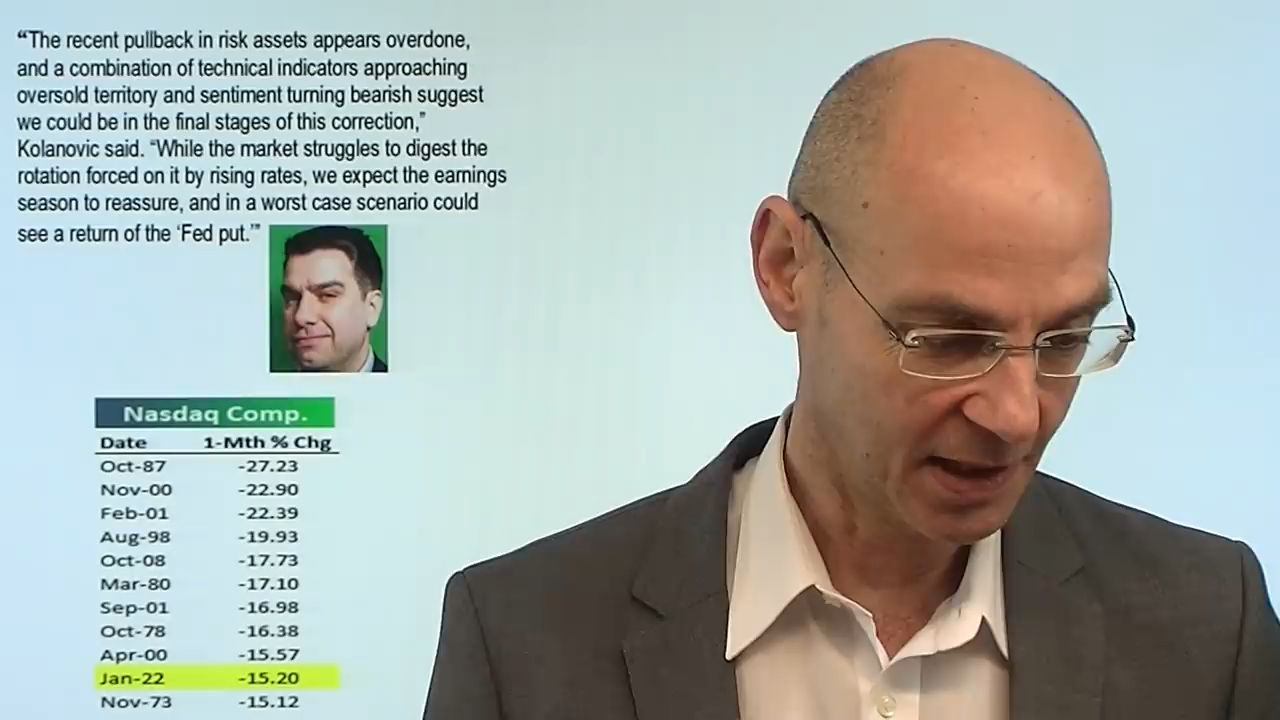 “The recent pullback in risk assets appears overdone,
and a combination of technical indicators approaching
oversold territory and sentiment turning bearish suggest
we could be in the final stages of this correction,”
Kolanovic said. “While the market struggles to digest the
rotation forced on it by rising rates, we expect the earnings
season to reassure, and in a worst case scenario could
see a return of the ‘Fed put.’”
Nasdaq Comp.
Date 1-Mth % Chg
Oct-87 -27.23
Nov-00 -22.90
Feb-01 -22.39
Aug-98 -19.93
Oct-08 -17.73
Mar-80 -17.10
Sep-01 -16.98
Oct-78 -16.38
Apr-00 -15.57
Jan-22 -15.20
Nov-73 -15.12